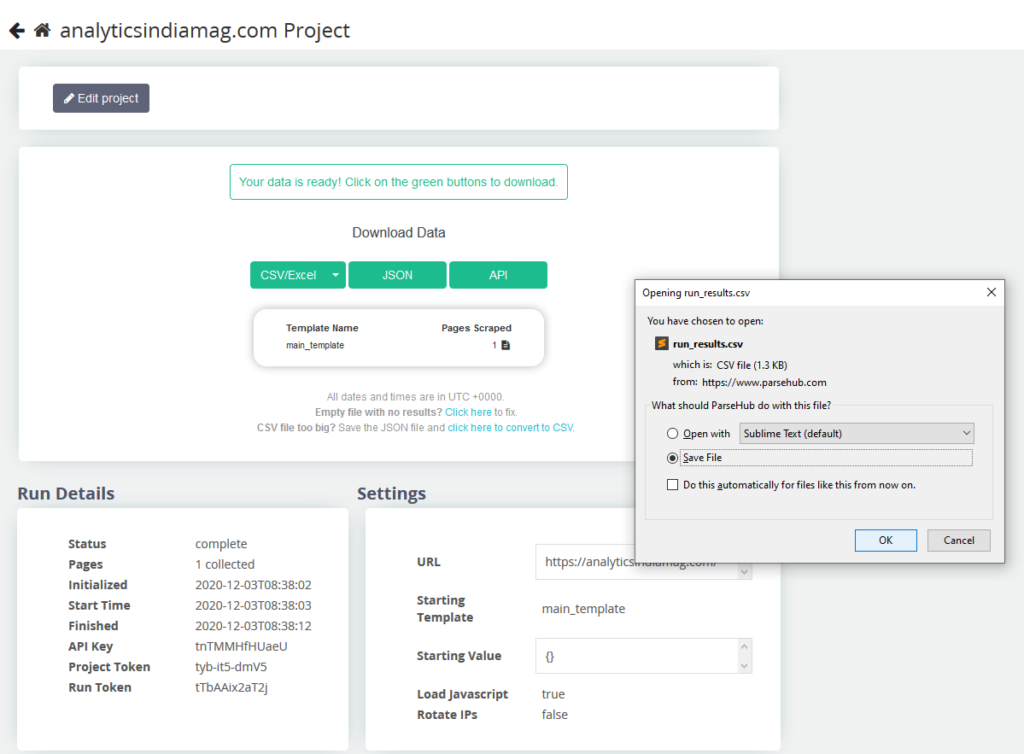 analyticsindiamag.com Project
Edit project
Your data is ready! Click on the green buttons to download.
Download Data
CSV/Excel JSON API
Template Name Pages Scraped
main_template 1
All dates and times are in UTC +0000.
Empty file with no results? Click here to fix.
CSV file too big? Save the JSON file and click here to convert to CSV.
Opening run_results.csv
You have chosen to open:
run_results.csv
which is: CSV file (1.3 KB)
from: https://www.parsehub.com
What should ParseHub do with this file?
Open with Sublime Text (default)
Save File
Do this automatically for files like this from now on.
OK Cancel
Run Details
Status complete
Pages 1 collected
Initialized 2020-12-03T08:38:02
Start Time 2020-12-03T08:38:03
Finished 2020-12-03T08:38:12
API Key tnTMMHfHUaeU
Project Token tyb-it5-dmV5
Run Token tTbAAix2aT2j
Settings
URL https://analyticsindiamag.com/
Starting
Template main_template
Starting Value {}
Load Javascript true
Rotate IPs false